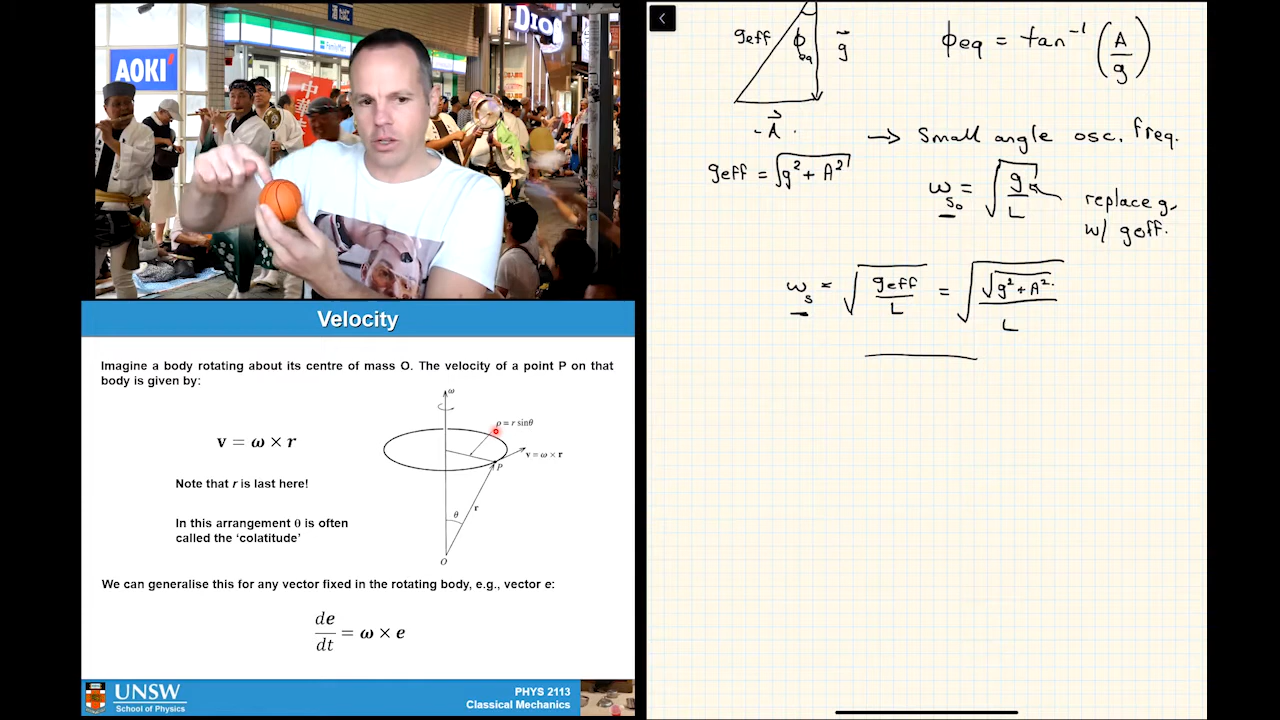 AOKI
FamilyMart
中華
Velocity
Imagine a body rotating about its centre of mass O. The velocity of a point P on that
body is given by:
v = ω × r
Note that r is last here!
In this arrangement θ is often
called the ‘colatitude’
ω
ρ = r sinθ
v = ω × r
P
r
θ
O
We can generalise this for any vector fixed in the rotating body, e.g., vector e:
de/dt = ω × e
UNSW
School of Physics
PHYS 2113
Classical Mechanics
geff
ϕeq
g⃗
-A⃗
ϕeq = tan⁻¹ (A/g)
→ Small angle osc. freq.
geff = √g² + A²
ωs₀ = √g/L
replace g
w/ geff.
ωs = √geff/L = √√g² + A²/L